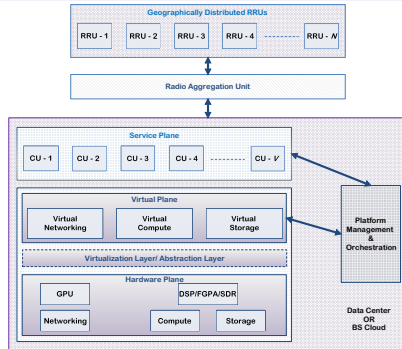 Geographically Distributed RRUs
RRU - 1 RRU - 2 RRU - 3 RRU - 4 RRU - N
Radio Aggregation Unit
Service Plane
CU - 1 CU - 2 CU - 3 CU - 4 CU - V
Virtual Plane
Virtual Networking
Virtual Compute
Virtual Storage
Virtualization Layer/ Abstraction Layer
Hardware Plane
GPU DSP/FGPA/SDR
Networking Compute Storage
Platform
Management
&
Orchestration
Data Center
OR
BS Cloud